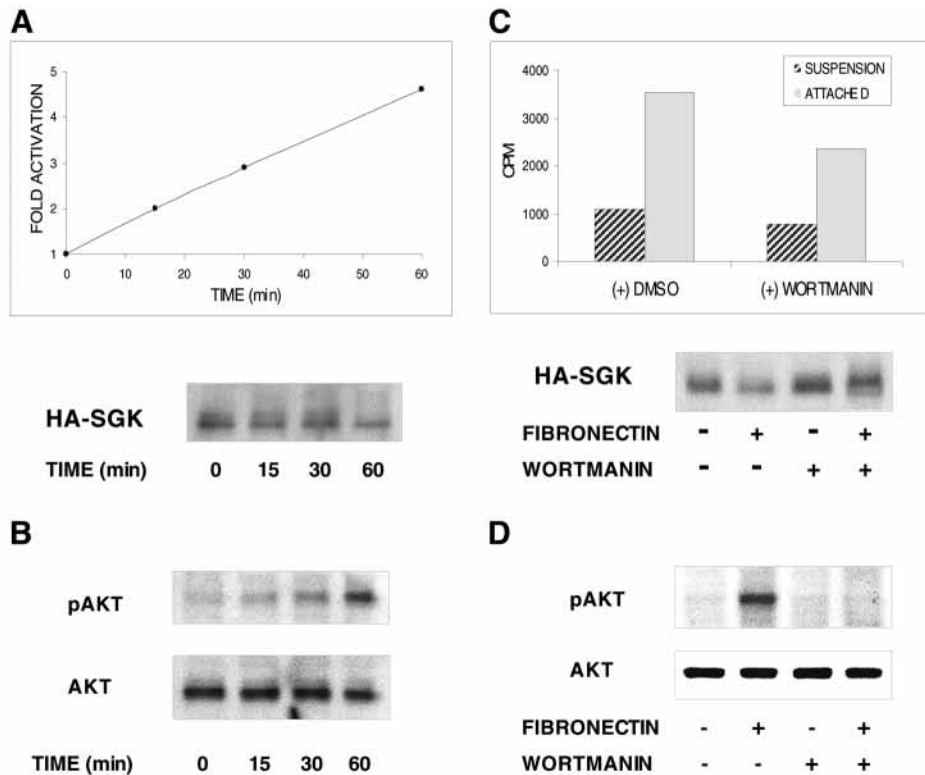 A
FOLD ACTIVATION
5
4
3
2
1
0 10 20 30 40 50 60
TIME (min)
HA-SGK
TIME (min) 0 15 30 60
B
pAKT
AKT
TIME (min) 0 15 30 60
C
SUSPENSION
ATTACHED
CPM
4000
3000
2000
1000
0
(+) DMSO (+) WORTMANIN
HA-SGK
FIBRONECTIN - + - +
WORTMANIN - - + +
D
pAKT
AKT
FIBRONECTIN - + - +
WORTMANIN - - + +